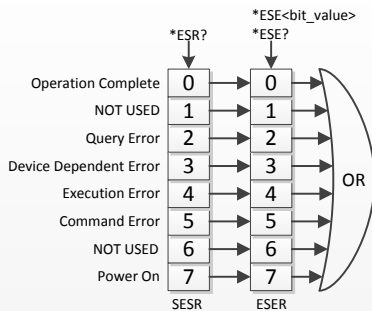 *ESE<bit_value>
*ESR? *ESE?
Operation Complete 0 0
NOT USED 1 1
Query Error 2 2
Device Dependent Error 3 3
Execution Error 4 4 OR
Command Error 5 5
NOT USED 6 6
Power On 7 7
SESR ESER